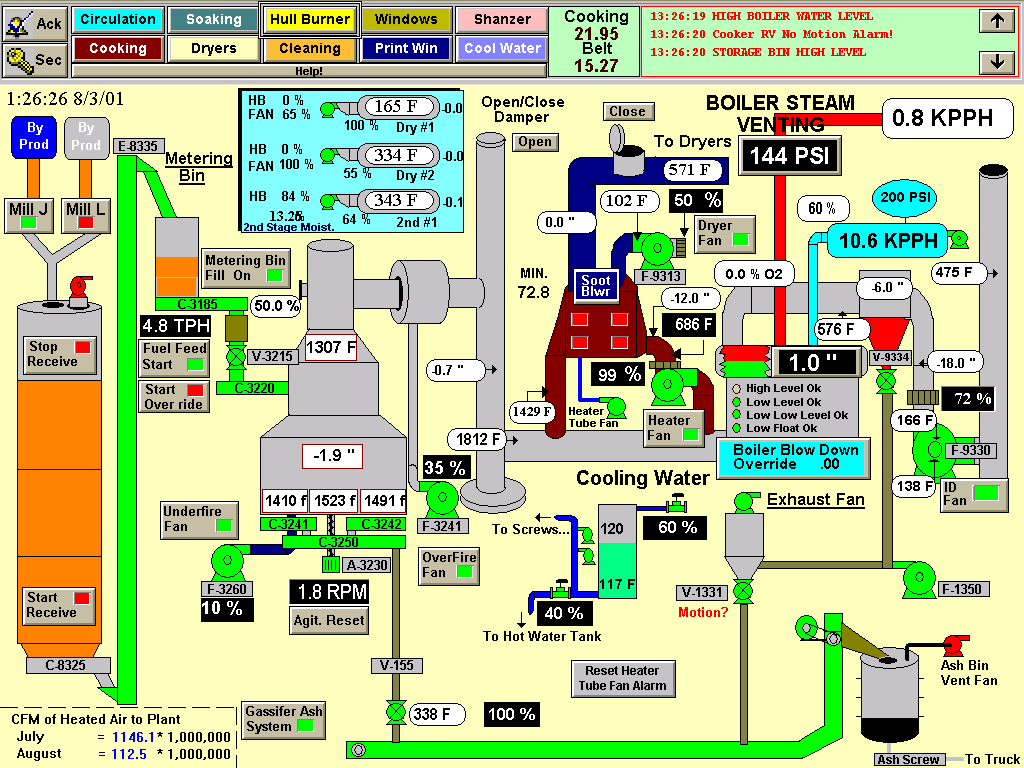 Ack
Sec
Circulation
Soaking
Hull Burner
Windows
Shanzer
Cooking
Dryers
Cleaning
Print Win
Cool Water
Help!
Cooking
21.95
Belt
15.27
13:26:19 HIGH BOILER WATER LEVEL
13:26:20 Cooker RV No Motion Alarm!
13:26:20 STORAGE BIN HIGH LEVEL
1:26:26 8/3/01
By
Prod
By
Prod
Mill J
Mill L
E-8335
Metering
Bin
HB 0 %
FAN 65 %
165 F
-0.0
100 %
Dry #1
HB 0 %
FAN 100 %
334 F
-0.0
55 %
Dry #2
HB 84 %
343 F
-0.1
13.25
%
64 %
2nd #1
2nd Stage Moist.
Open/Close
Damper
Open
Close
To Dryers
571 F
BOILER STEAM
VENTING
0.8 KPPH
144 PSI
102 F
50 %
0.0 "
Dryer
Fan
F-9313
60 %
200 PSI
10.6 KPPH
475 F
Metering Bin
Fill On
C-3185
50.0 %
4.8 TPH
Fuel Feed
Start
V-3215
Start
Over ride
C-3220
Stop
Receive
1307 F
-0.7 "
MIN.
72.8
Soot
Blwr
-12.0 "
686 F
0.0 % O2
-6.0 "
576 F
V-9334
-18.0 "
1.0 "
99 %
Heater
Tube Fan
Heater
Fan
1429 F
High Level Ok
Low Level Ok
Low Low Level Ok
Low Float Ok
72 %
166 F
F-9330
138 F
ID
Fan
Boiler Blow Down
Override .00
1812 F
-1.9 "
35 %
1410 f
1523 f
1491 f
F-3241
C-3241
C-3242
C-3250
Underfire
Fan
F-3260
10 %
A-3230
1.8 RPM
Agit. Reset
OverFire
Fan
Cooling Water
To Screws...
120
117 F
60 %
40 %
To Hot Water Tank
Exhaust Fan
V-1331
Motion?
F-1350
Start
Receive
C-8325
V-155
338 F
100 %
Reset Heater
Tube Fan Alarm
Gassifer Ash
System
Ash Bin
Vent Fan
Ash Screw
To Truck
CFM of Heated Air to Plant
July = 1146.1 * 1,000,000
August = 112.5 * 1,000,000